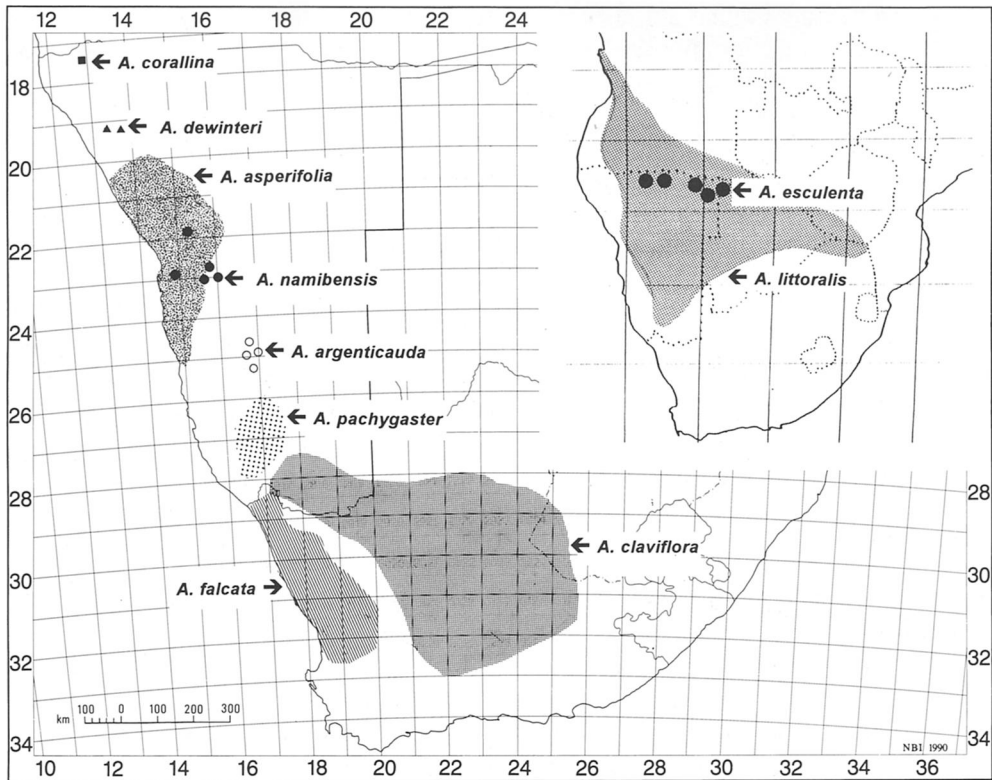 12 14 16 18 20 22 24
A. corallina
18
A. dewinteri
20
A. asperifolia
A. esculenta
22
A. namibensis
A. littoralis
24
A. argenticauda
26
A. pachygaster
28
28
A. claviflora
30
A. falcata
30
32
32
km 100 0 100 300
34
34
NBI 1990
10 12 14 16 18 20 22 24 26 28 30 32 34 36